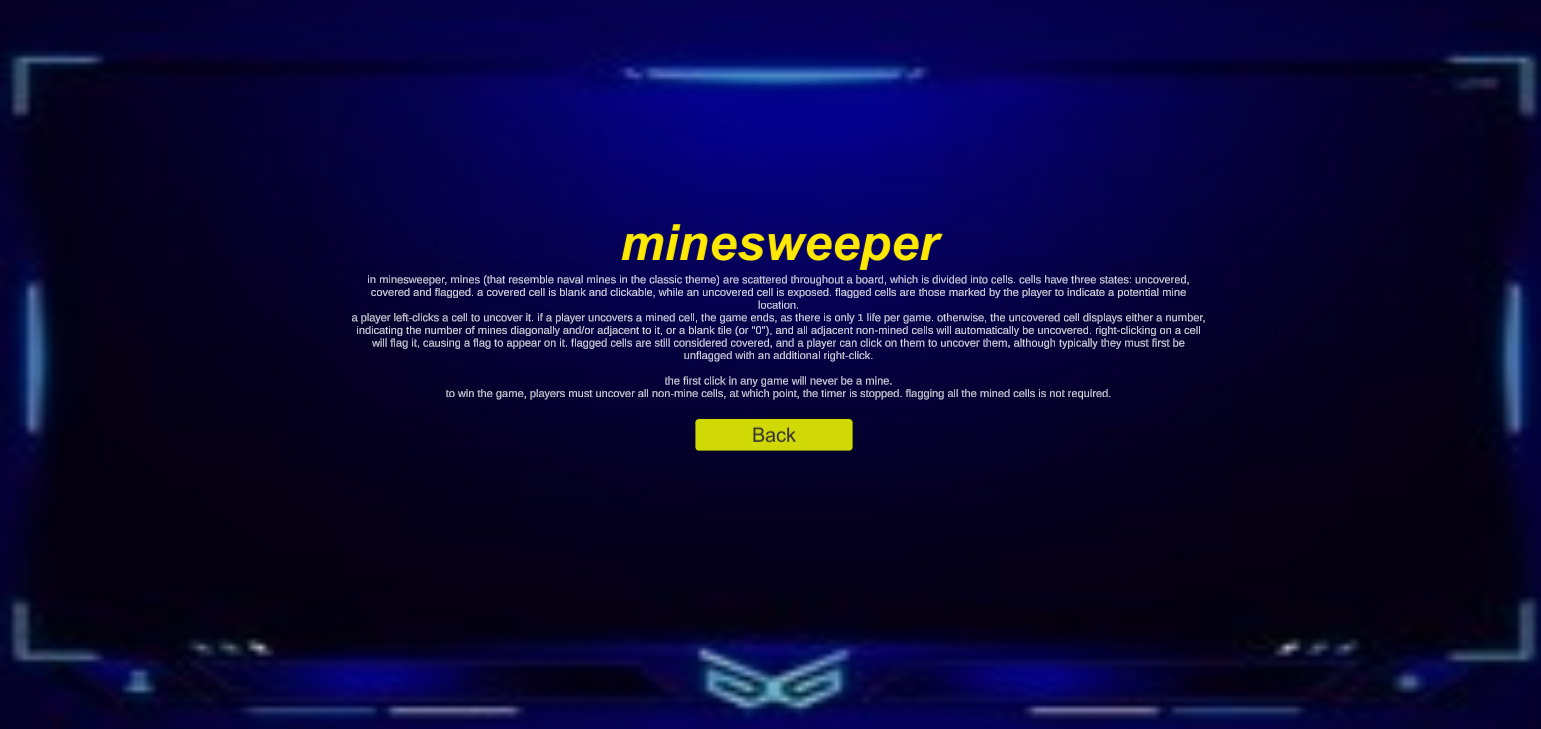 minesweeper
in minesweeper, mines (that resemble naval mines in the classic theme) are scattered throughout a board, which is divided into cells. cells have three states: uncovered,
covered and flagged. a covered cell is blank and clickable, while an uncovered cell is exposed. flagged cells are those marked by the player to indicate a potential mine
location.
a player left-clicks a cell to uncover it. if a player uncovers a mined cell, the game ends, as there is only 1 life per game. otherwise, the uncovered cell displays either a number,
indicating the number of mines diagonally and/or adjacent to it, or a blank tile (or "0"), and all adjacent non-mined cells will automatically be uncovered. right-clicking on a cell
will flag it, causing a flag to appear on it. flagged cells are still considered covered, and a player can click on them to uncover them, although typically they must first be
unflagged with an additional right-click.
the first click in any game will never be a mine.
to win the game, players must uncover all non-mine cells, at which point, the timer is stopped. flagging all the mined cells is not required.
Back